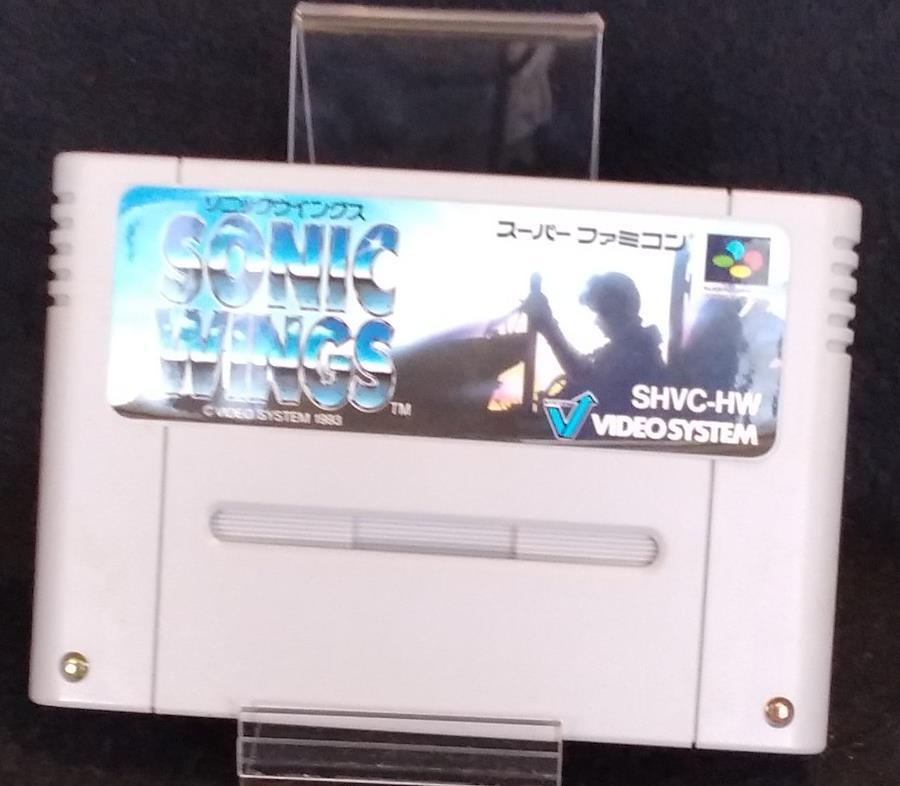 ソニックウイングス
SONIC
WINGS
TM
© VIDEO SYSTEM 1993
スーパーファミコン
SHVC-HW
VIDEO SYSTEM